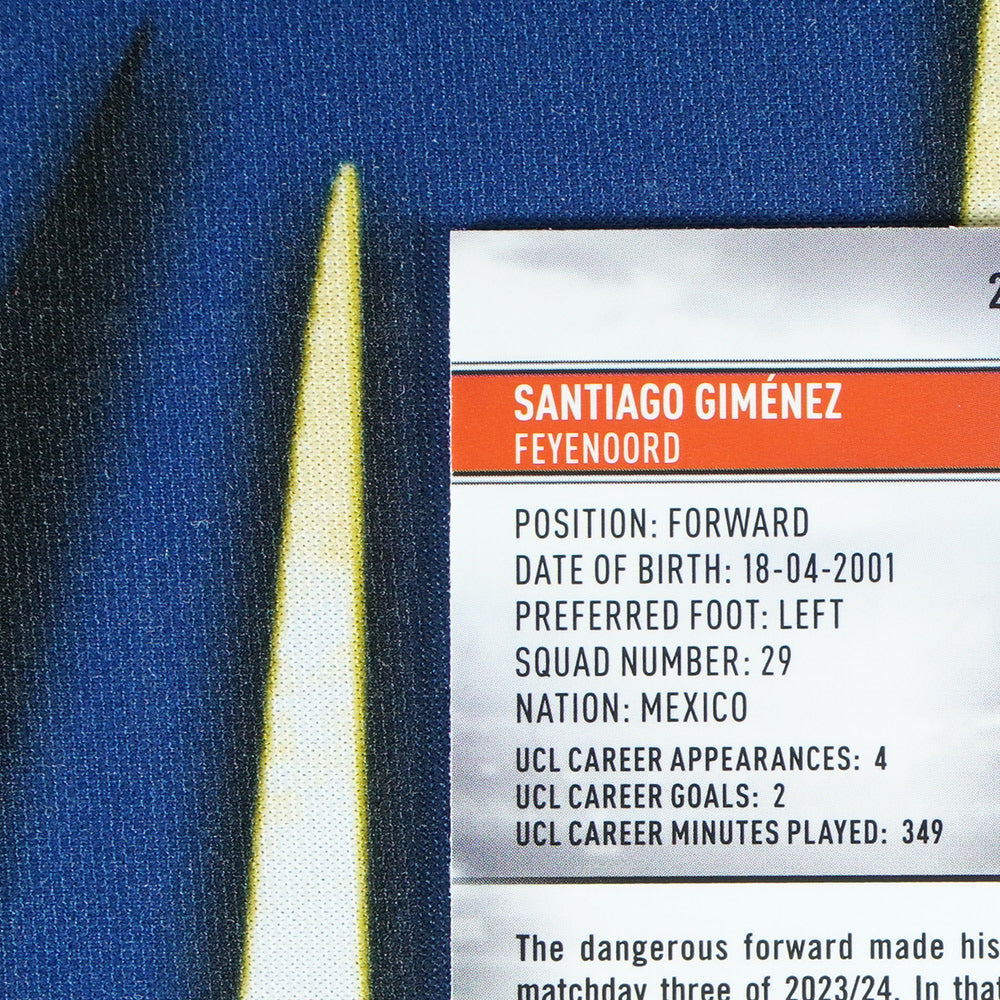 2
SANTIAGO GIMÉNEZ
FEYENOORD
POSITION: FORWARD
DATE OF BIRTH: 18-04-2001
PREFERRED FOOT: LEFT
SQUAD NUMBER: 29
NATION: MEXICO
UCL CAREER APPEARANCES: 4
UCL CAREER GOALS: 2
UCL CAREER MINUTES PLAYED: 349
The dangerous forward made his
matchday three of 2023/24. In that